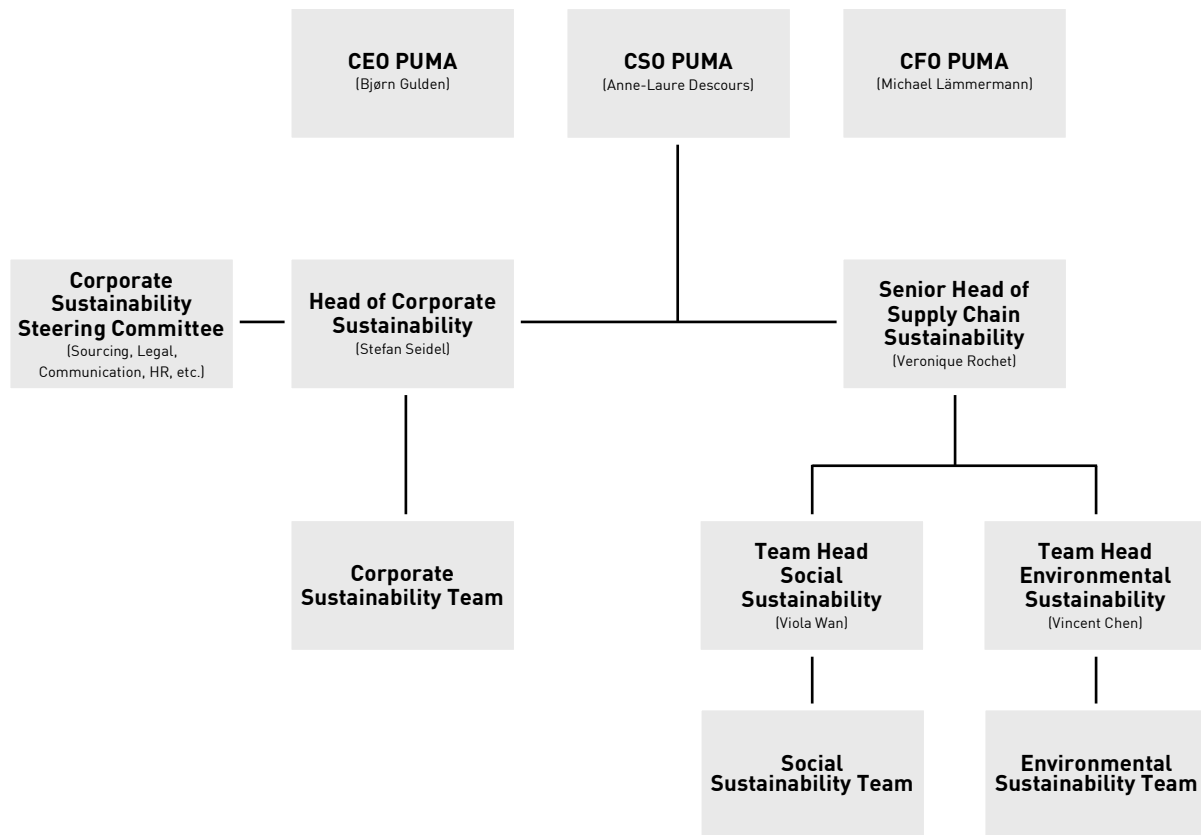 CEO PUMA
(Bjørn Gulden)
CSO PUMA
(Anne-Laure Descours)
CFO PUMA
(Michael Lämmermann)
Corporate
Sustainability
Steering Committee
(Sourcing, Legal,
Communication, HR, etc.)
Head of Corporate
Sustainability
(Stefan Seidel)
Senior Head of
Supply Chain
Sustainability
(Veronique Rochet)
Corporate
Sustainability Team
Team Head
Social
Sustainability
(Viola Wan)
Team Head
Environmental
Sustainability
(Vincent Chen)
Social
Sustainability Team
Environmental
Sustainability Team